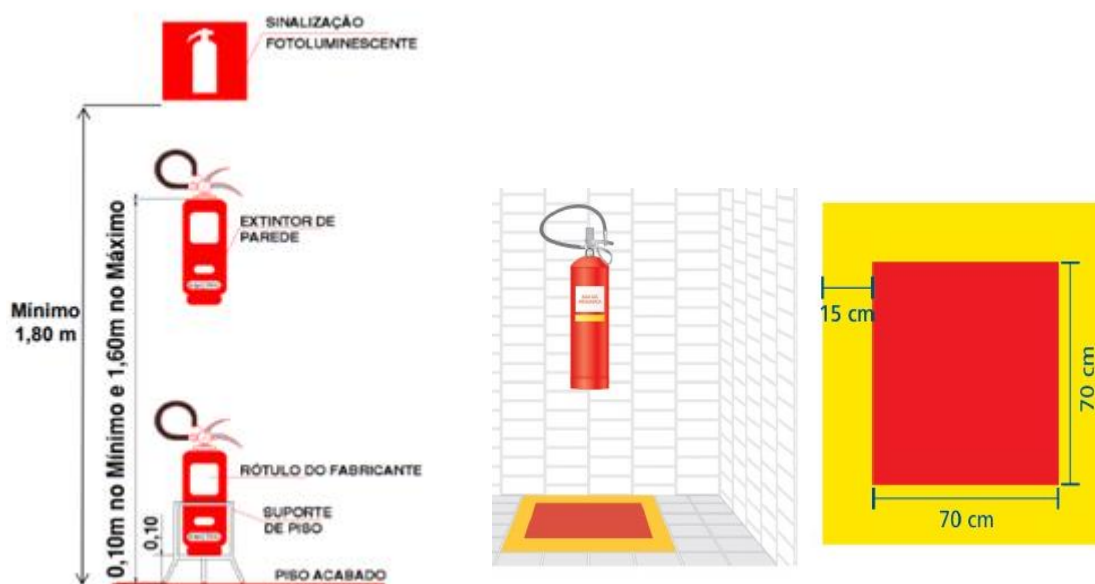 SINALIZAÇÃO
FOTOLUMINESCENTE
EXTINTOR DE
PAREDE
Mínimo
1,80 m
0,10m no Mínimo e 1,60m no Máximo
RÓTULO DO FABRICANTE
SUPORTE
DE PISO
0,10
PISO ACABADO
15 cm
70 cm
70 cm